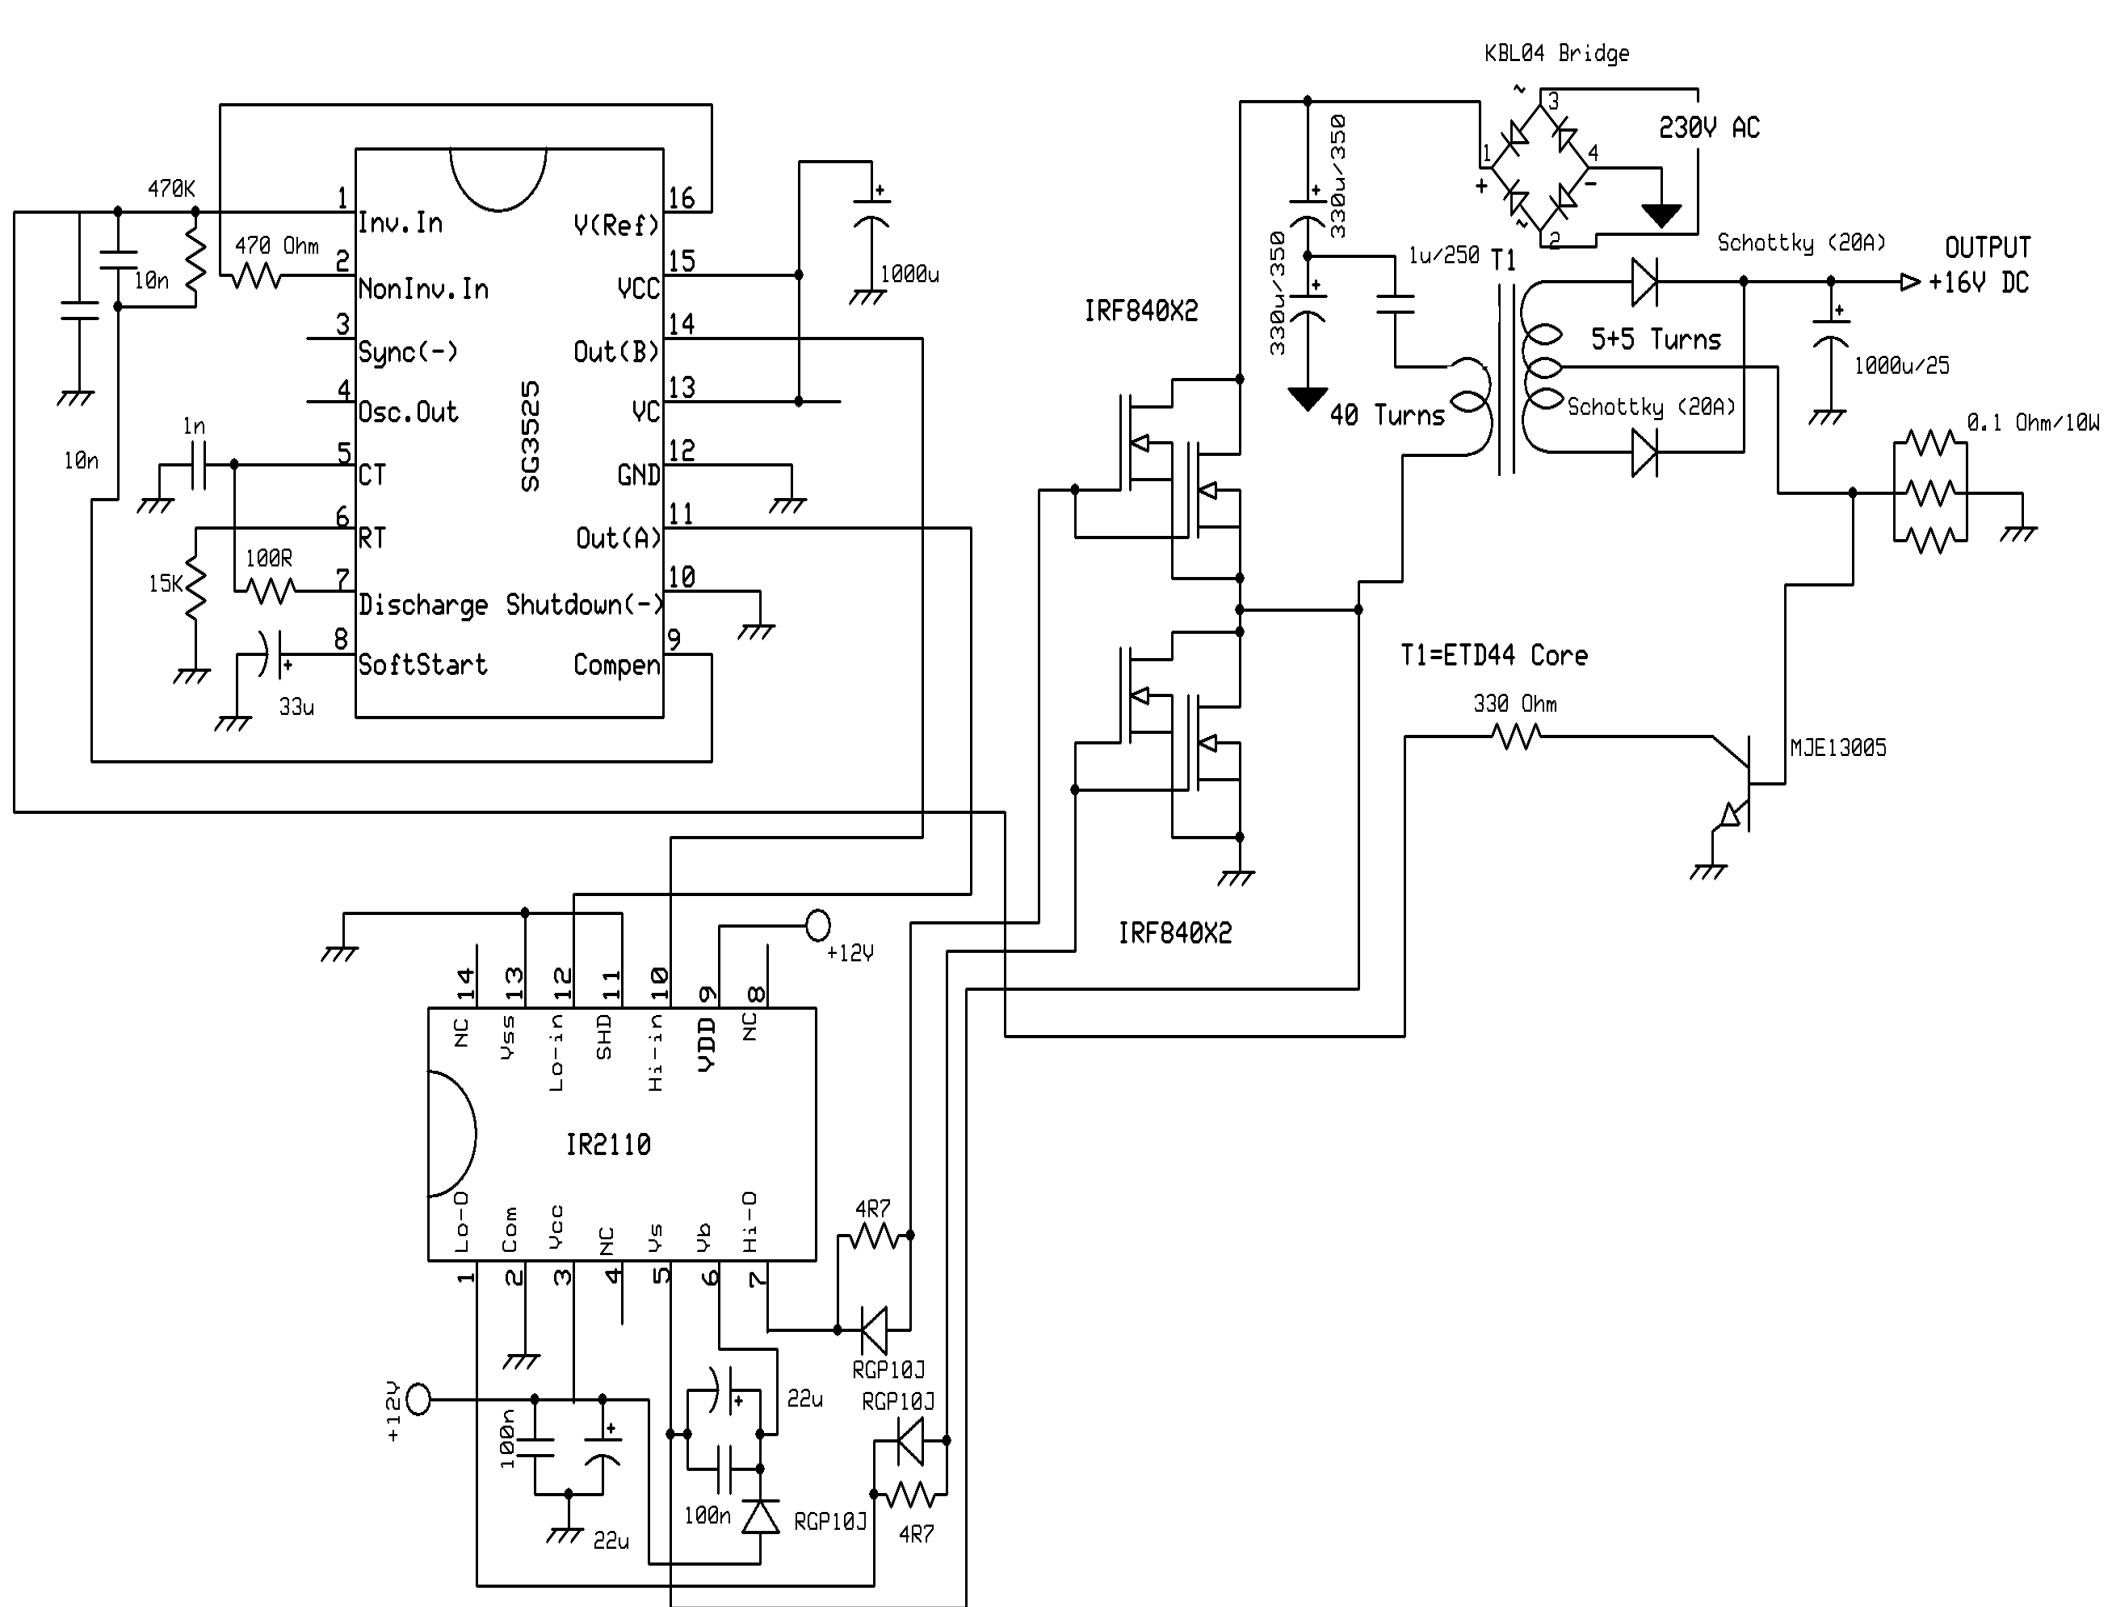 KBL04 Bridge
~
3
230V AC
1
4
+
-
~
2
470K
1
Inv.In
16
V(Ref)
+
1000u
330u/350
+
470 Ohm
2
NonInv.In
15
VCC
10n
Schottky (20A)
OUTPUT
+16V DC
1u/250
T1
330u/350
+
IRF840X2
3
Sync(-)
14
Out(B)
5+5 Turns
+
1000u/25
4
Osc.Out
13
VC
SG3525
40 Turns
Schottky (20A)
0.1 Ohm/10W
1n
10n
5
CT
12
GND
6
RT
11
Out(A)
15K
100R
7
Discharge
10
Shutdown(-)
8
SoftStart
9
Compen
+
33u
T1=ETD44 Core
330 Ohm
MJE13005
IRF840X2
+12V
14
13
12
11
10
9
8
NC
Vss
Lo-in
SHD
Hi-in
VDD
NC
IR2110
Lo-O
Com
Vcc
NC
Vs
Vb
Hi-O
1
2
3
4
5
6
7
4R7
RGP10J
RGP10J
+12V
100n
+
22u
+
22u
100n
RGP10J
4R7